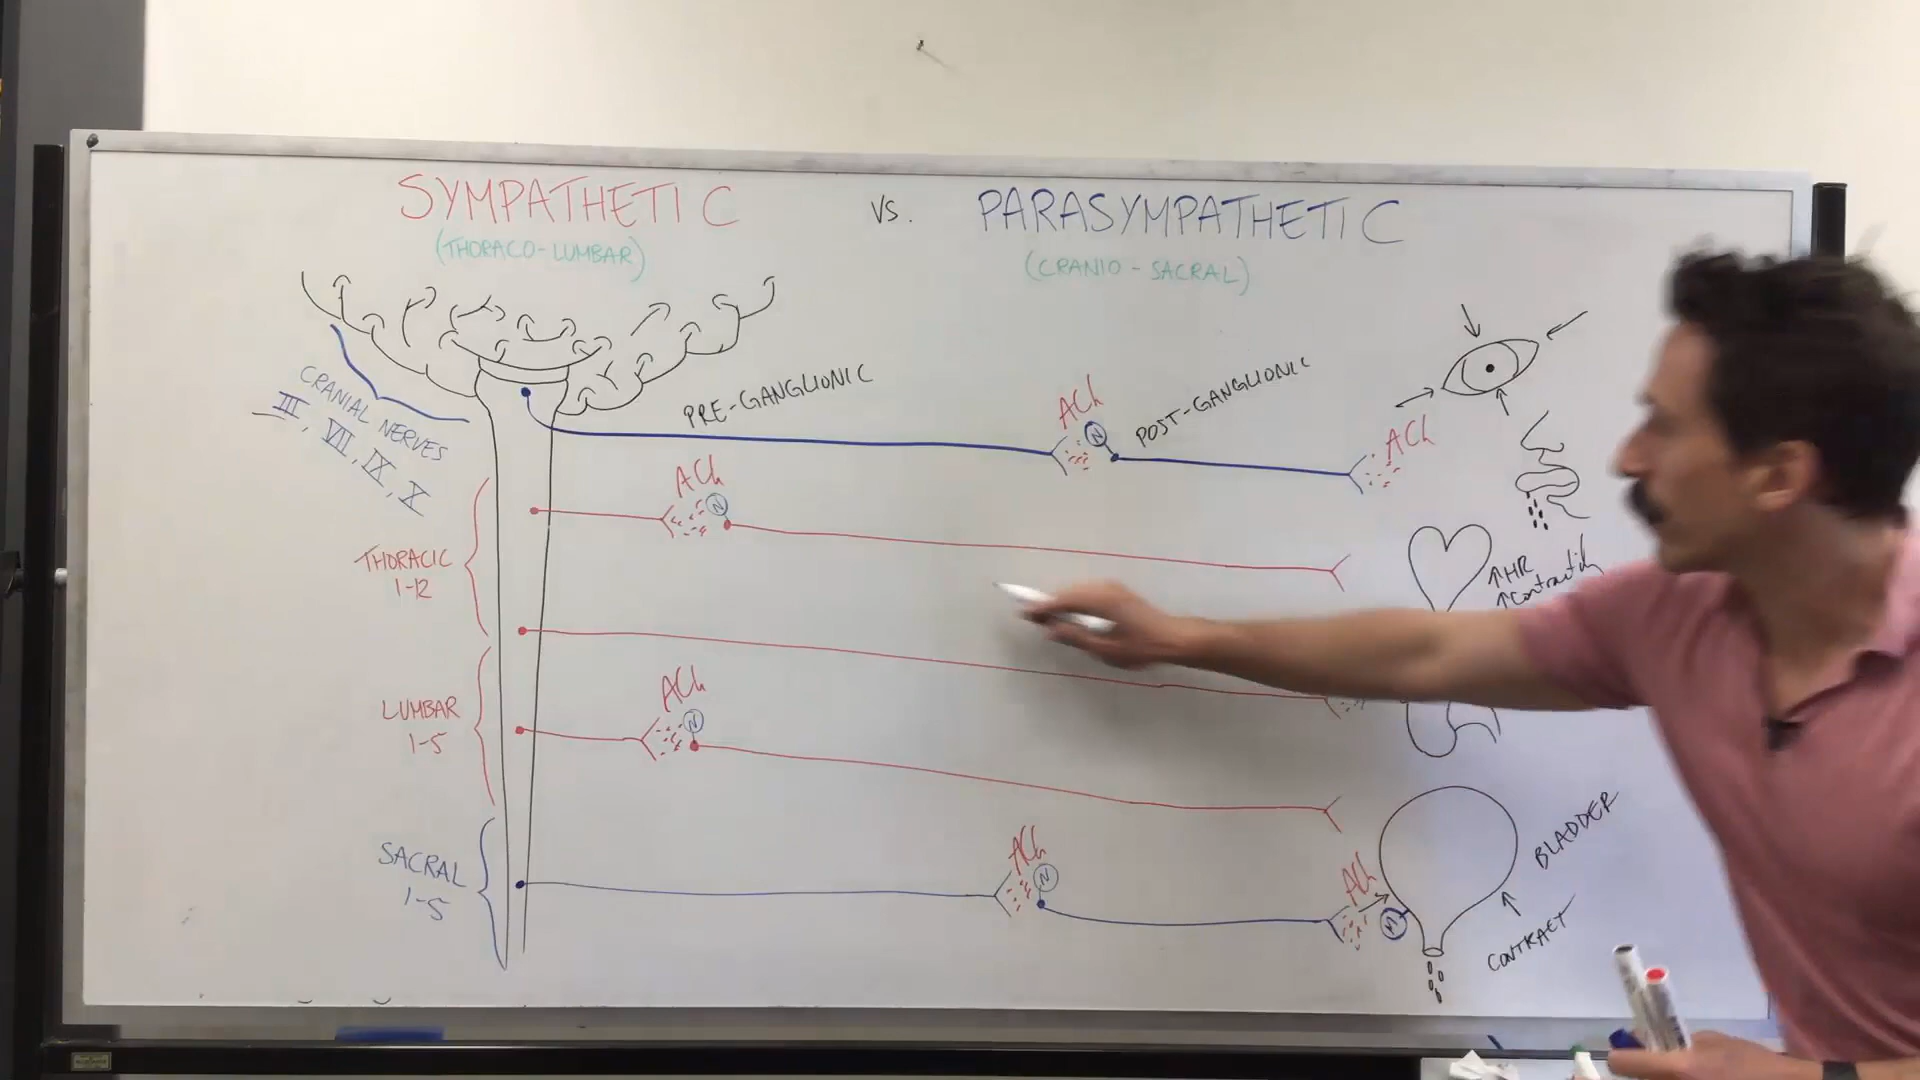 SYMPATHETIC vs. PARASYMPATHETIC
(THORACO-LUMBAR) (CRANIO-SACRAL)
CRANIAL NERVES
III, VII, IX, X
PRE-GANGLIONIC
ACh
N
POST-GANGLIONIC
ACh
ACh
N
THORACIC
1-12
↑HR
↑Contractility
LUMBAR
1-5
ACh
N
SACRAL
1-5
ACh
N
ACh
M
BLADDER
CONTRACT